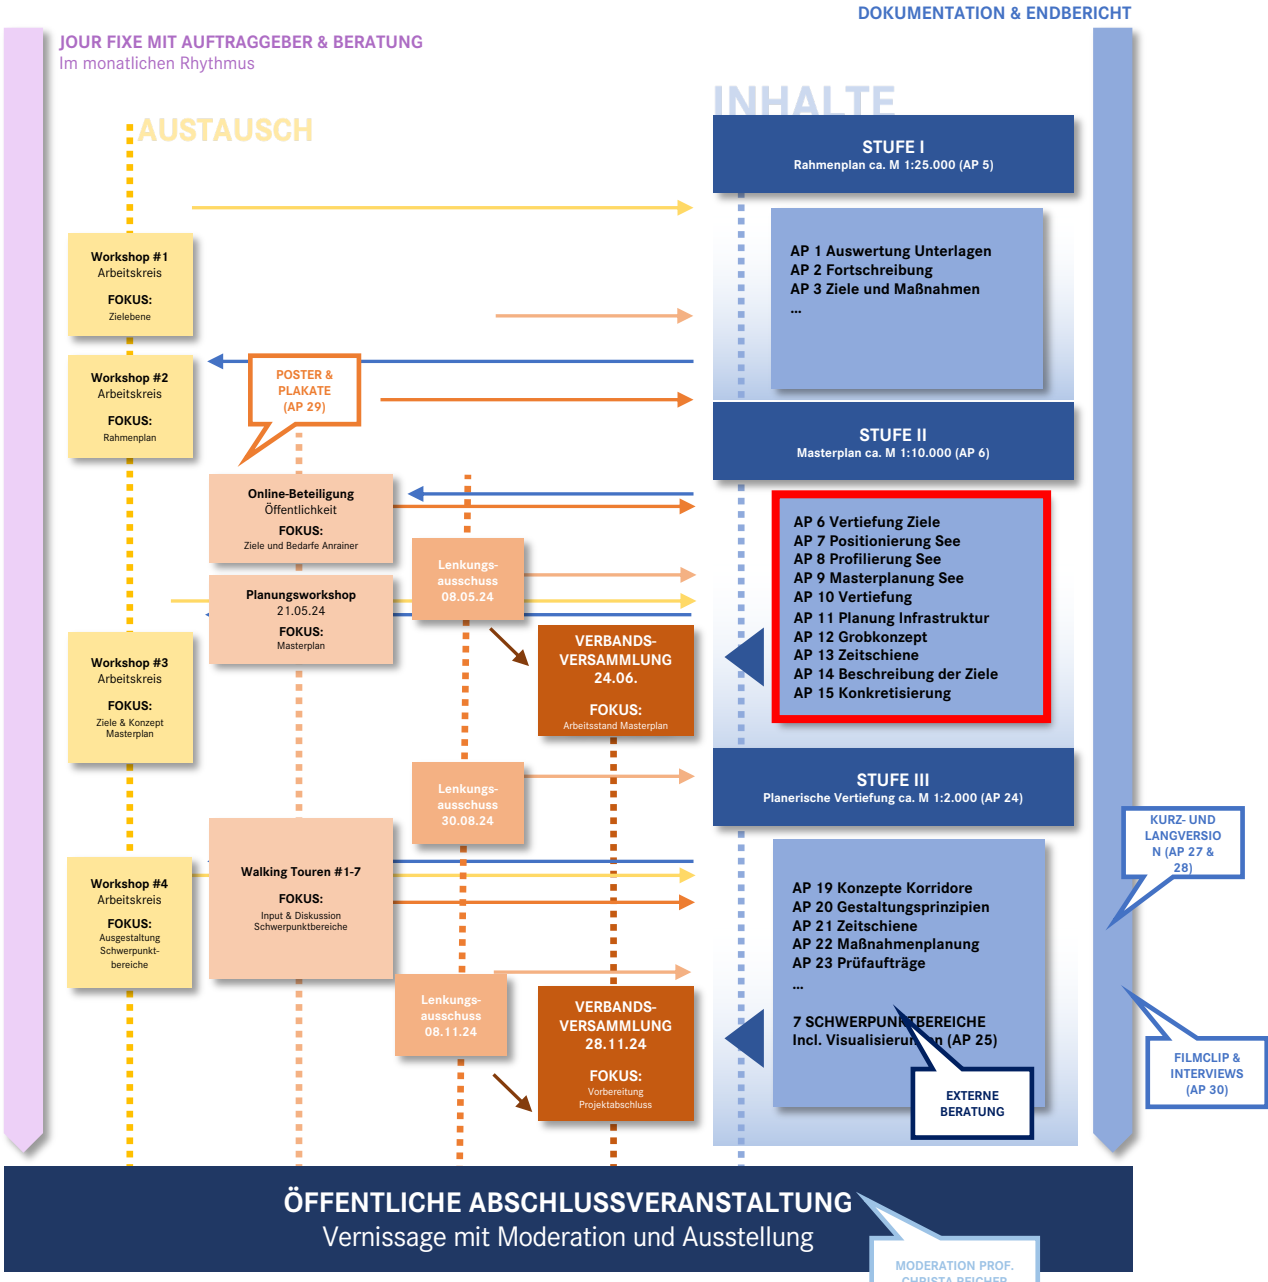 DOKUMENTATION & ENDBERICHT
JOUR FIXE MIT AUFTRAGGEBER & BERATUNG
Im monatlichen Rhythmus
AUSTAUSCH
INHALTE
STUFE I
Rahmenplan ca. M 1:25.000 (AP 5)
AP 1 Auswertung Unterlagen
AP 2 Fortschreibung
AP 3 Ziele und Maßnahmen
...
Workshop #1
Arbeitskreis
FOKUS:
Zielebene
Workshop #2
Arbeitskreis
FOKUS:
Rahmenplan
POSTER &
PLAKATE
(AP 29)
STUFE II
Masterplan ca. M 1:10.000 (AP 6)
Online-Beteiligung
Öffentlichkeit
FOKUS:
Ziele und Bedarfe Anrainer
AP 6 Vertiefung Ziele
AP 7 Positionierung See
AP 8 Profilierung See
AP 9 Masterplanung See
AP 10 Vertiefung
AP 11 Planung Infrastruktur
AP 12 Grobkonzept
AP 13 Zeitschiene
AP 14 Beschreibung der Ziele
AP 15 Konkretisierung
Lenkungs-
ausschuss
08.05.24
Planungsworkshop
21.05.24
FOKUS:
Masterplan
VERBANDS-
VERSAMMLUNG
24.06.
FOKUS:
Arbeitsstand Masterplan
Workshop #3
Arbeitskreis
FOKUS:
Ziele & Konzept
Masterplan
STUFE III
Planerische Vertiefung ca. M 1:2.000 (AP 24)
Lenkungs-
ausschuss
30.08.24
KURZ- UND
LANGVERSIO
N (AP 27 &
28)
Walking Touren #1-7
FOKUS:
Input & Diskussion
Schwerpunktbereiche
Workshop #4
Arbeitskreis
FOKUS:
Ausgestaltung
Schwerpunkt-
bereiche
AP 19 Konzepte Korridore
AP 20 Gestaltungsprinzipien
AP 21 Zeitschiene
AP 22 Maßnahmenplanung
AP 23 Prüfaufträge
...
7 SCHWERPUNKTBEREICHE
Incl. Visualisierungen (AP 25)
Lenkungs-
ausschuss
08.11.24
VERBANDS-
VERSAMMLUNG
28.11.24
FOKUS:
Vorbereitung
Projektabschluss
FILMCLIP &
INTERVIEWS
(AP 30)
EXTERNE
BERATUNG
ÖFFENTLICHE ABSCHLUSSVERANSTALTUNG
Vernissage mit Moderation und Ausstellung
MODERATION PROF.
CHRISTA REICHER